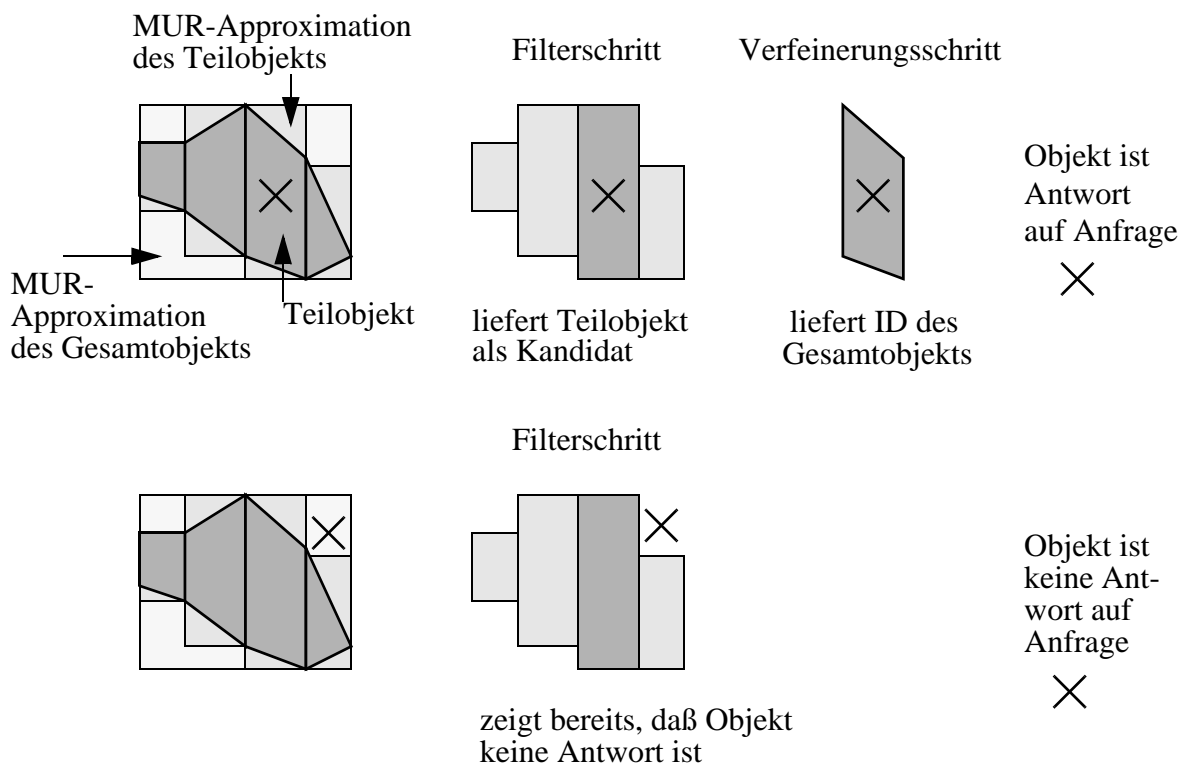 MUR-Approximation
des Teilobjekts
Filterschritt
Verfeinerungsschritt
Objekt ist
Antwort
auf Anfrage
MUR-
Approximation
des Gesamtobjekts
Teilobjekt
liefert Teilobjekt
als Kandidat
liefert ID des
Gesamtobjekts
Filterschritt
Objekt ist
keine Ant-
wort auf
Anfrage
zeigt bereits, daß Objekt
keine Antwort ist